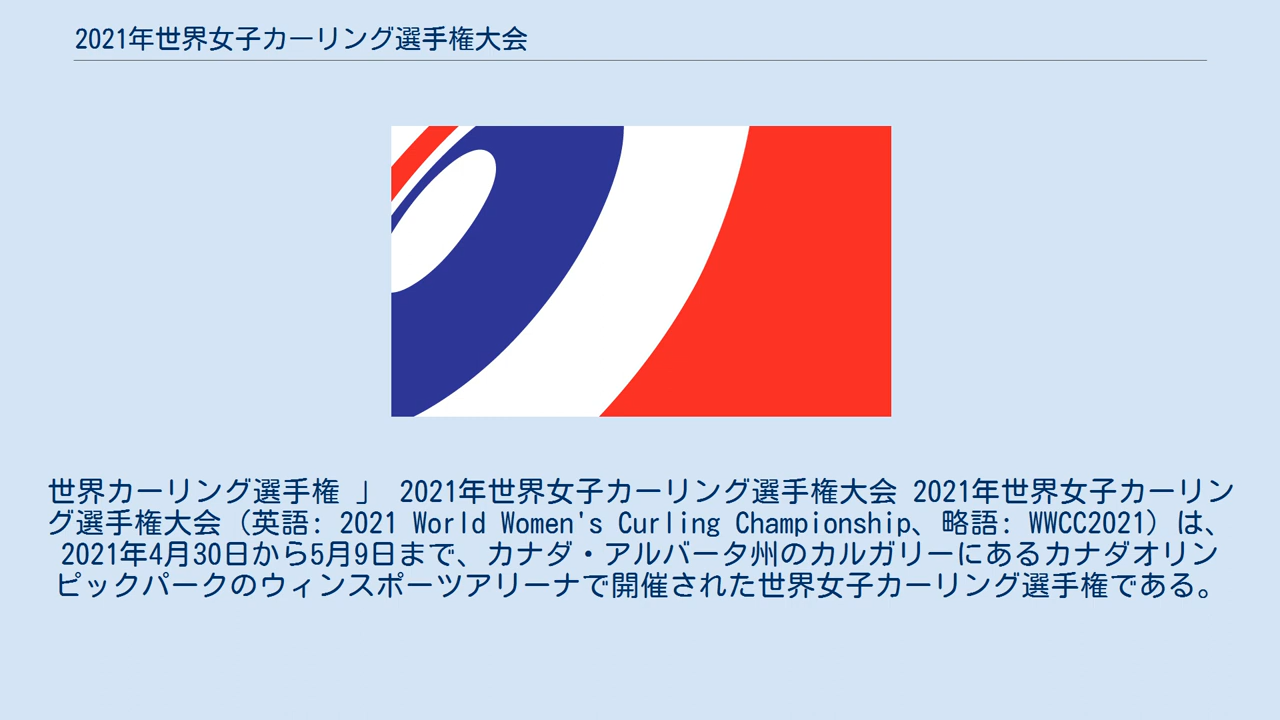 2021年世界女子カーリング選手権大会
世界カーリング選手権 」 2021年世界女子カーリング選手権大会 2021年世界女子カーリン
グ選手権大会（英語: 2021 World Women's Curling Championship、略語: WWCC2021）は、
2021年4月30日から5月9日まで、カナダ・アルバータ州のカルガリーにあるカナダオリン
ピックパークのウィンスポーツアリーナで開催された世界女子カーリング選手権である。